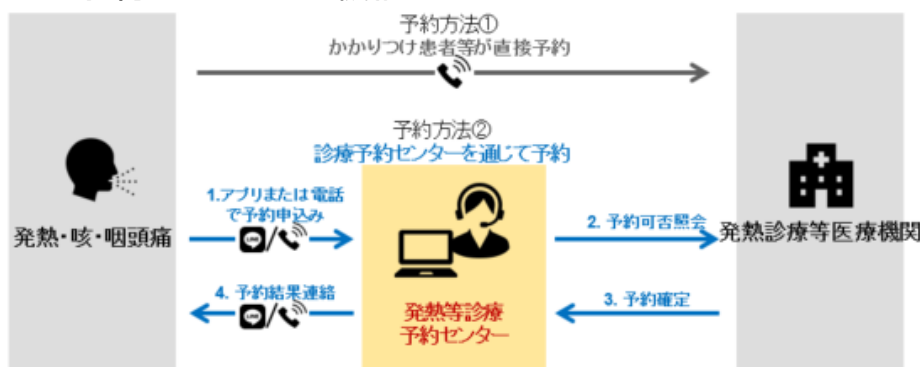 予約方法①
かかりつけ患者等が直接予約
予約方法②
診療予約センターを通じて予約
発熱・咳・咽頭痛
1.アプリまたは電話
で予約申込み
LINE
/
2. 予約可否照会
発熱診療等医療機関
4. 予約結果連絡
LINE
/
発熱等診療
予約センター
3. 予約確定